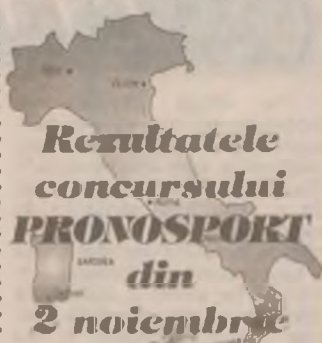 Rezultatele
concursului
PRONOSPORT
din
2 noiembrie